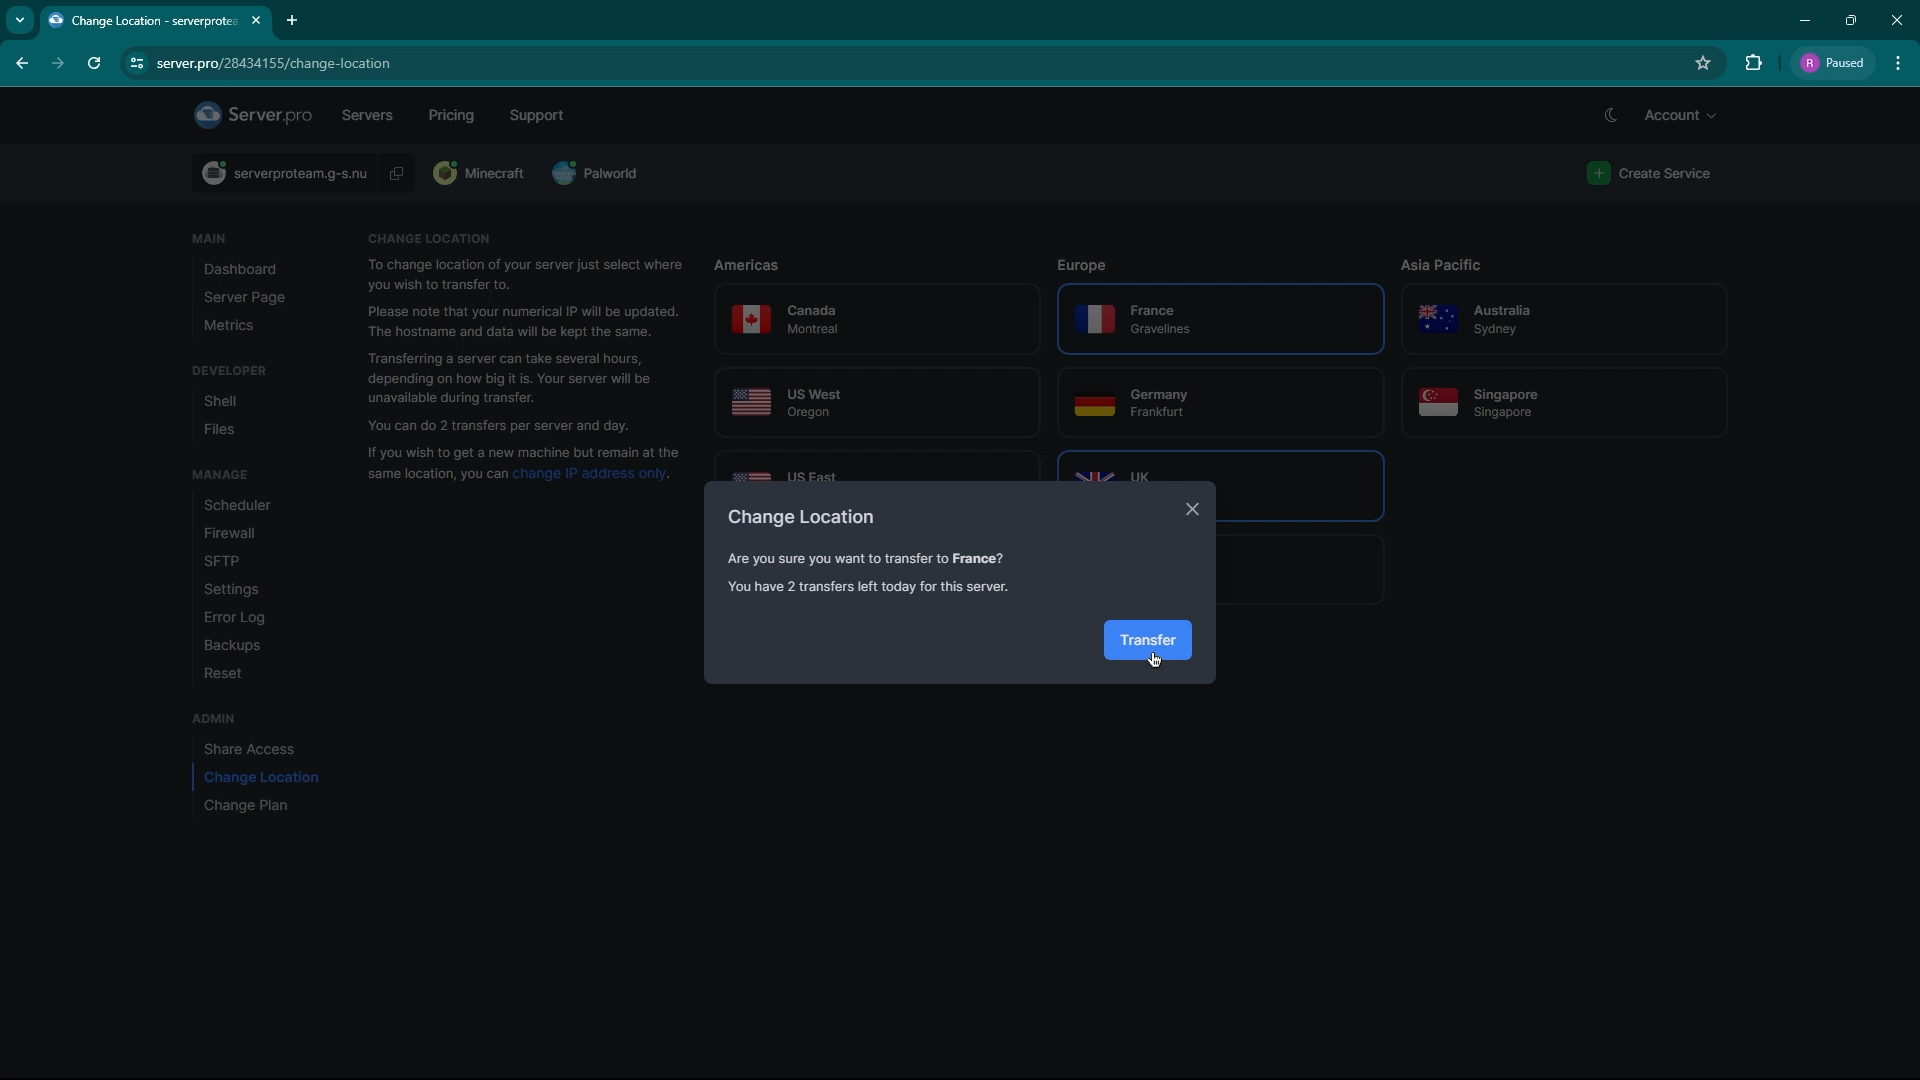 Change Location - serverprotea
server.pro/28434155/change-location
R Paused
Server.pro Servers Pricing Support Account
serverproteam.g-s.nu Minecraft Palworld + Create Service
MAIN
Dashboard
Server Page
Metrics
DEVELOPER
Shell
Files
MANAGE
Scheduler
Firewall
SFTP
Settings
Error Log
Backups
Reset
ADMIN
Share Access
Change Location
Change Plan
CHANGE LOCATION
To change location of your server just select where
you wish to transfer to.
Please note that your numerical IP will be updated.
The hostname and data will be kept the same.
Transferring a server can take several hours,
depending on how big it is. Your server will be
unavailable during transfer.
You can do 2 transfers per server and day.
If you wish to get a new machine but remain at the
same location, you can change IP address only.
Americas
Canada
Montreal
US West
Oregon
US East
Europe
France
Gravelines
Germany
Frankfurt
UK
Asia Pacific
Australia
Sydney
Singapore
Singapore
Change Location
Are you sure you want to transfer to France?
You have 2 transfers left today for this server.
Transfer